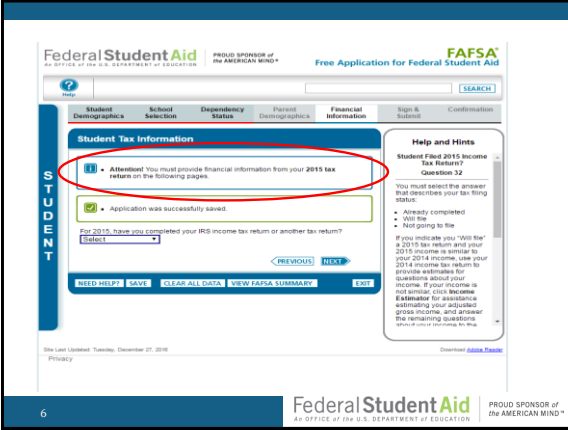 Federal Student Aid
An OFFICE of the U.S. DEPARTMENT of EDUCATION
PROUD SPONSOR of
the AMERICAN MIND™
FAFSA®
Free Application for Federal Student Aid
Help
SEARCH
Student Demographics
School Selection
Dependency Status
Parent Demographics
Financial Information
Sign & Submit
Confirmation
STUDENT
Student Tax Information
• Attention! You must provide financial information from your 2015 tax
return on the following pages.
• Application was successfully saved.
For 2015, have you completed your IRS income tax return or another tax return?
Select
PREVIOUS
NEXT
NEED HELP?
SAVE
CLEAR ALL DATA
VIEW FAFSA SUMMARY
EXIT
Help and Hints
Student Filed 2015 Income
Tax Return?
Question 32
You must select the answer
that describes your tax filing
status:
• Already completed
• Will file
• Not going to file
If you indicate you "Will file"
a 2015 tax return and your
2015 income is similar to
your 2014 income, use your
2014 income tax return to
provide estimates for
questions about your
income. If your income is
not similar, click Income
Estimator for assistance
estimating your adjusted
gross income, and answer
the remaining questions
about your income to the
Site Last Updated: Tuesday, December 27, 2016
Download Adobe Reader
Privacy
6
Federal Student Aid
An OFFICE of the U.S. DEPARTMENT of EDUCATION
PROUD SPONSOR of
the AMERICAN MIND™